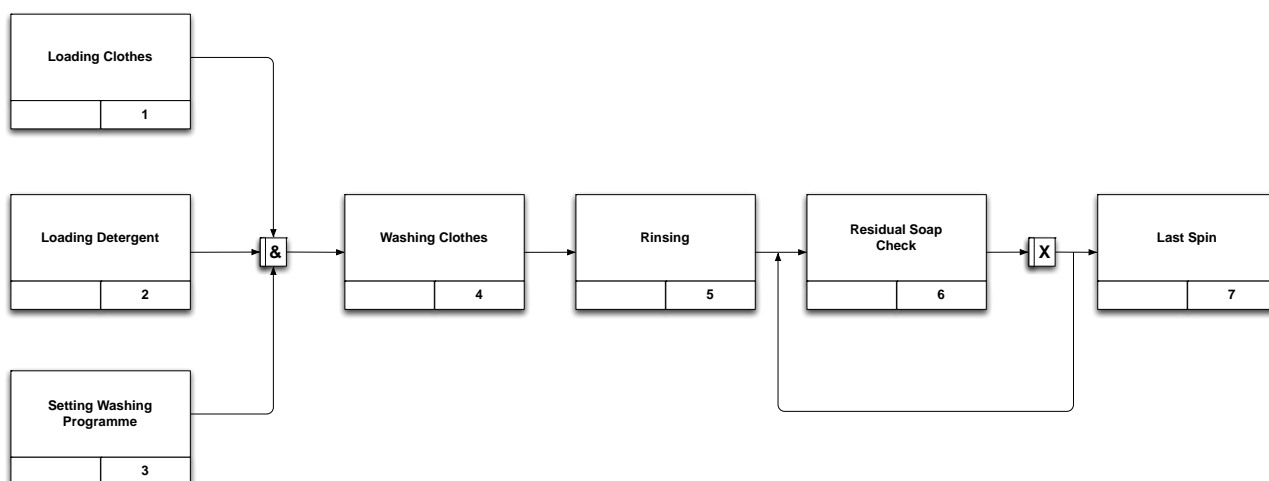 Loading Clothes
1
Loading Detergent
2
Setting Washing
Programme
3
&
Washing Clothes
4
Rinsing
5
Residual Soap
Check
6
X
Last Spin
7